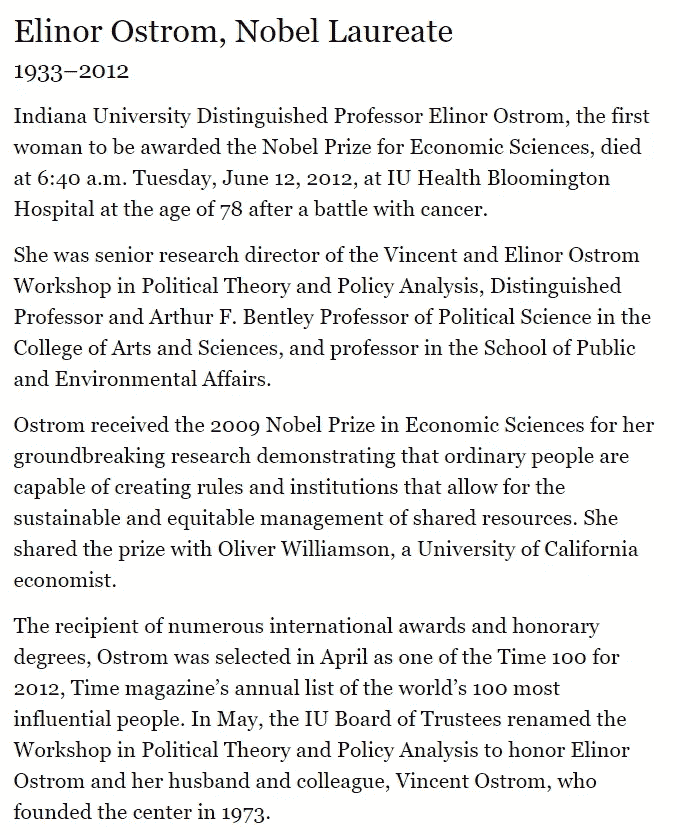 Elinor Ostrom, Nobel Laureate
1933–2012
Indiana University Distinguished Professor Elinor Ostrom, the first
woman to be awarded the Nobel Prize for Economic Sciences, died
at 6:40 a.m. Tuesday, June 12, 2012, at IU Health Bloomington
Hospital at the age of 78 after a battle with cancer.
She was senior research director of the Vincent and Elinor Ostrom
Workshop in Political Theory and Policy Analysis, Distinguished
Professor and Arthur F. Bentley Professor of Political Science in the
College of Arts and Sciences, and professor in the School of Public
and Environmental Affairs.
Ostrom received the 2009 Nobel Prize in Economic Sciences for her
groundbreaking research demonstrating that ordinary people are
capable of creating rules and institutions that allow for the
sustainable and equitable management of shared resources. She
shared the prize with Oliver Williamson, a University of California
economist.
The recipient of numerous international awards and honorary
degrees, Ostrom was selected in April as one of the Time 100 for
2012, Time magazine’s annual list of the world’s 100 most
influential people. In May, the IU Board of Trustees renamed the
Workshop in Political Theory and Policy Analysis to honor Elinor
Ostrom and her husband and colleague, Vincent Ostrom, who
founded the center in 1973.